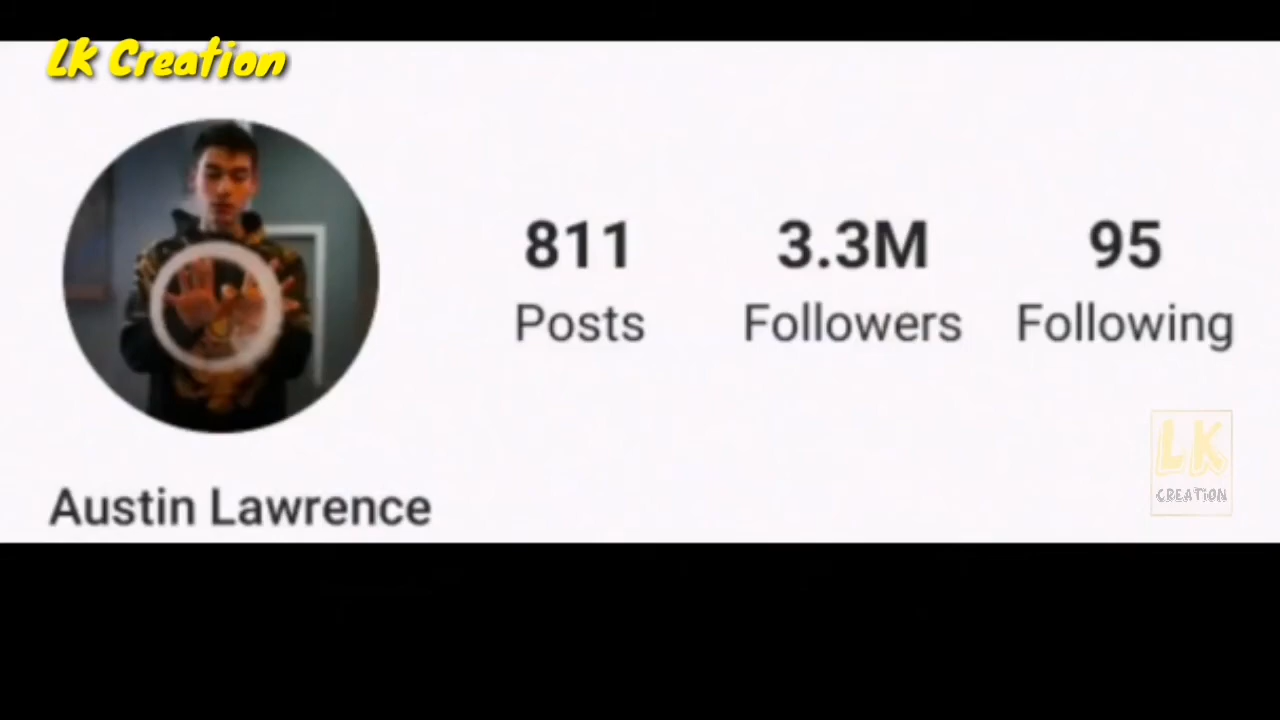 LK Creation
811 3.3M 95
Posts Followers Following
LK
CREATiON
Austin Lawrence